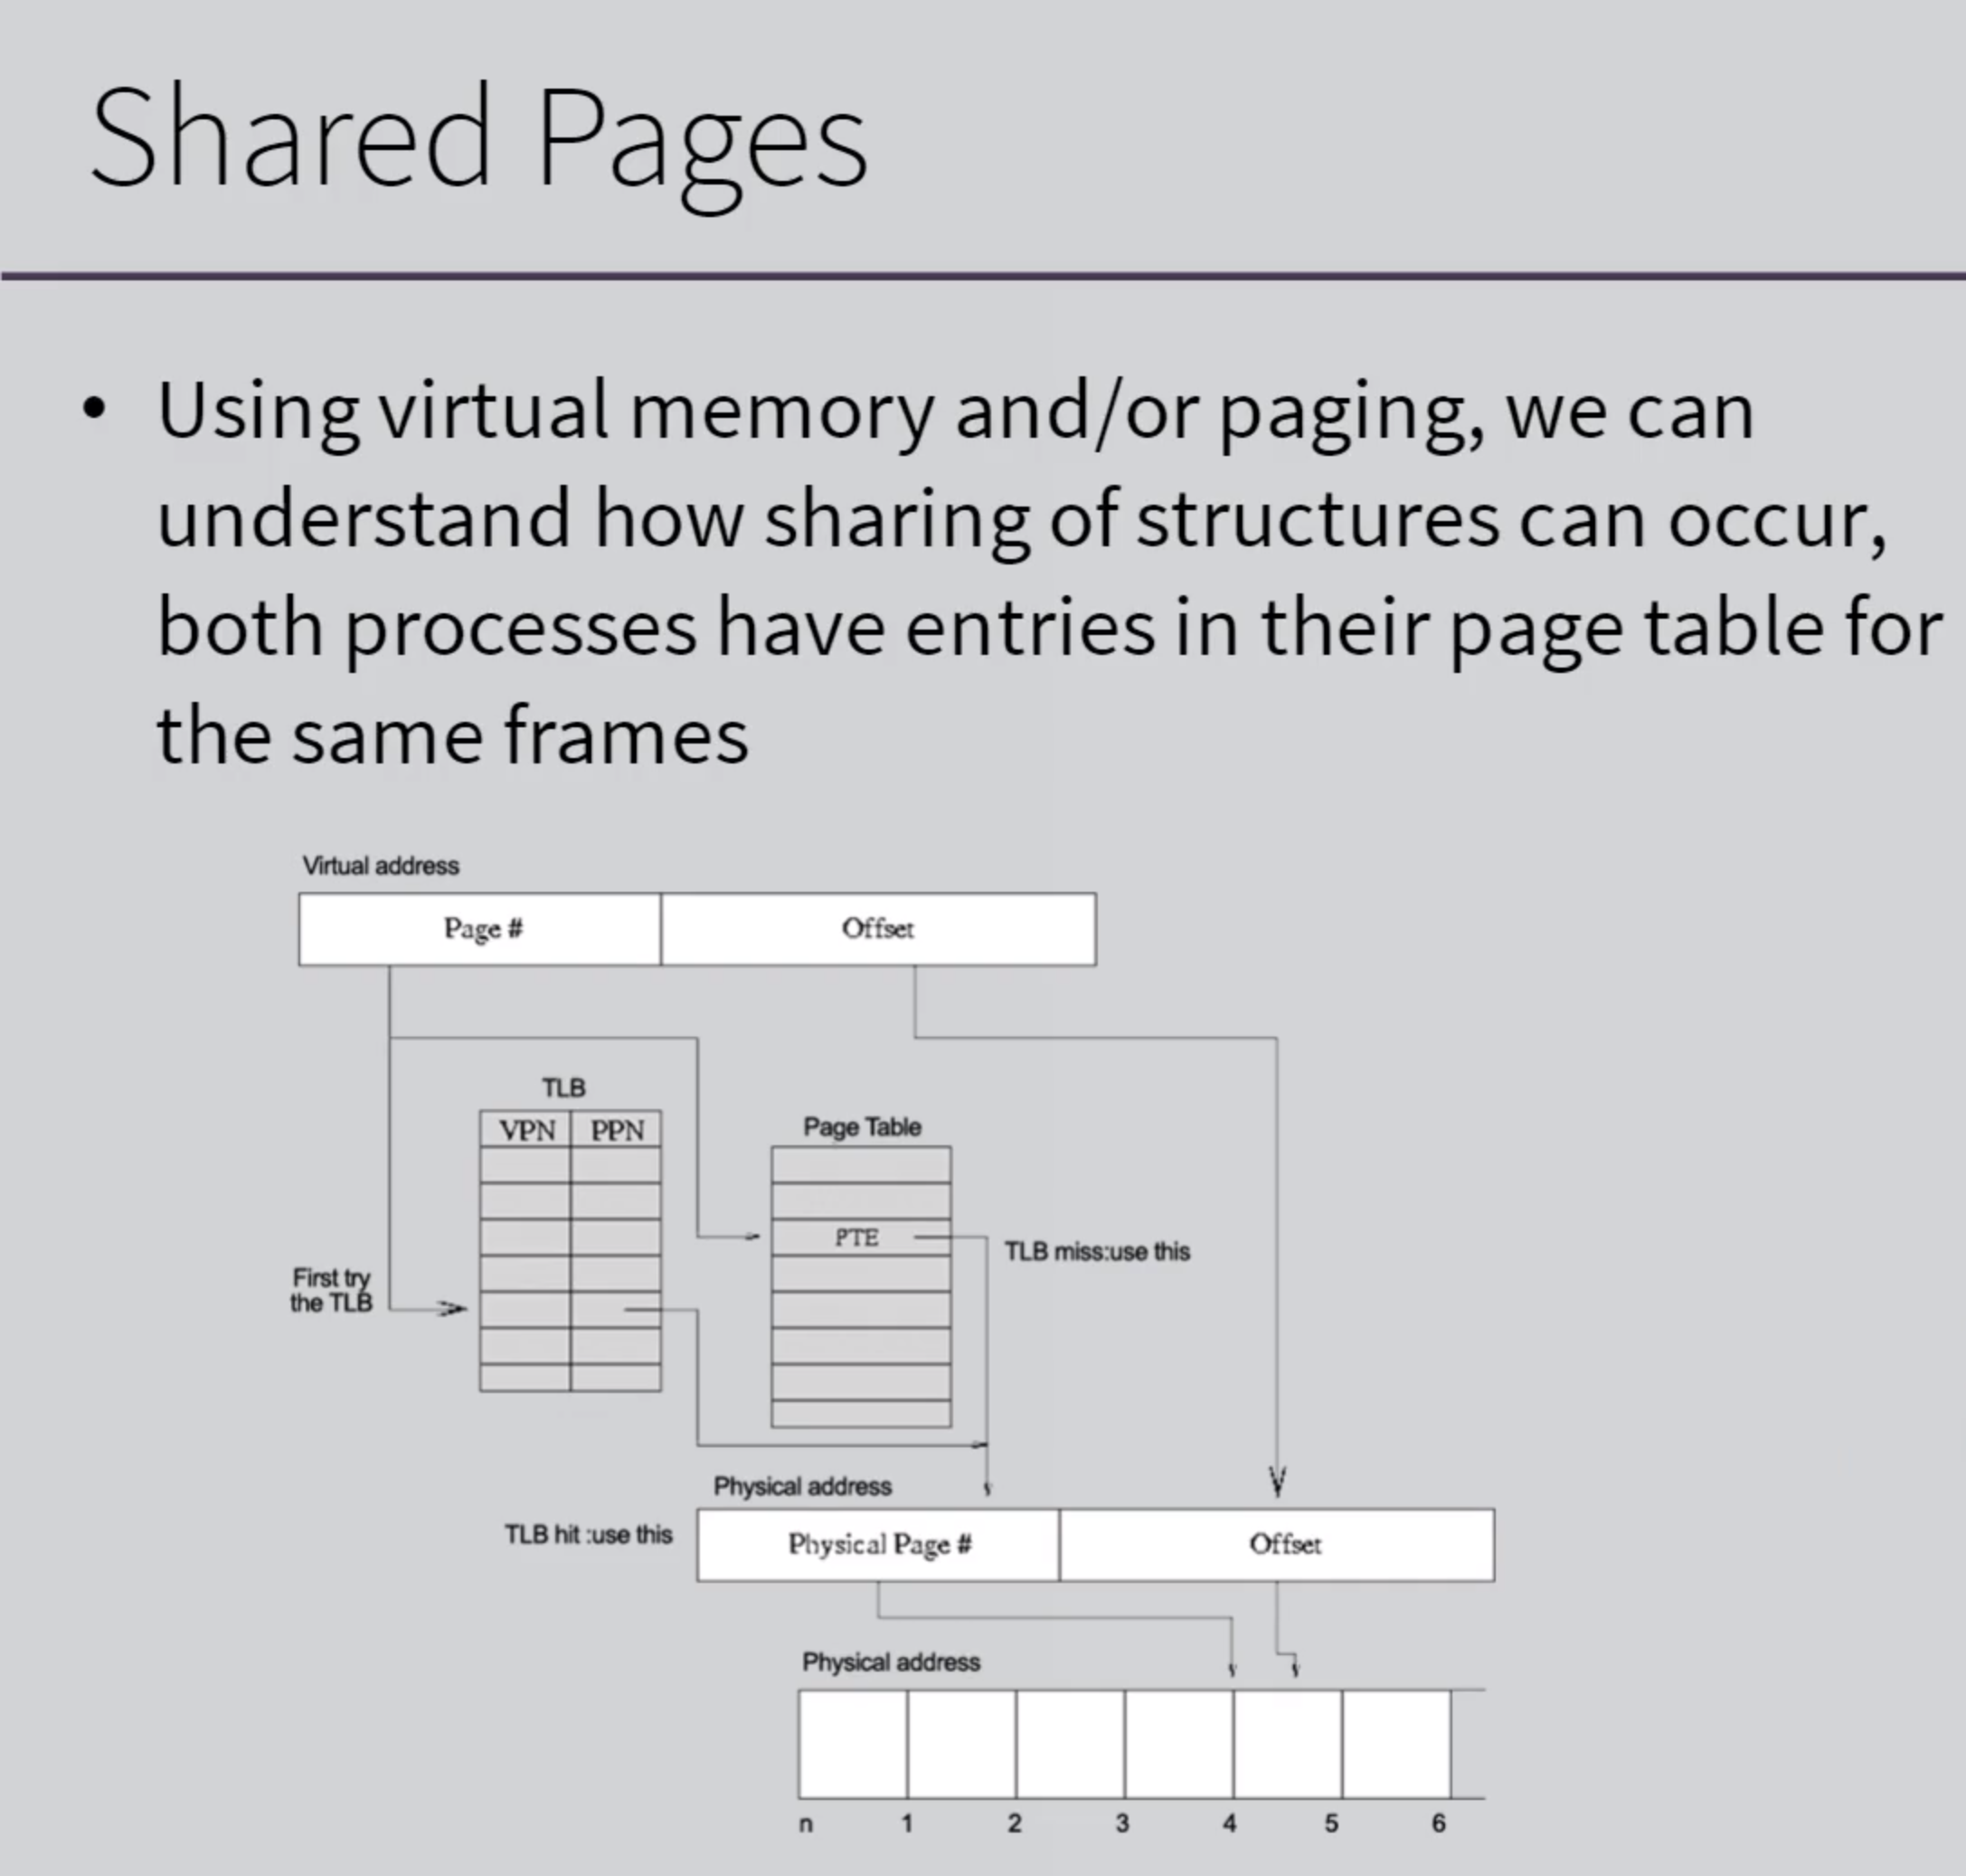 Shared Pages
• Using virtual memory and/or paging, we can
understand how sharing of structures can occur,
both processes have entries in their page table for
the same frames
Virtual address
Page # Offset
TLB
VPN PPN
Page Table
PTE
TLB miss:use this
First try
the TLB
Physical address
TLB hit :use this
Physical Page # Offset
Physical address
n 1 2 3 4 5 6